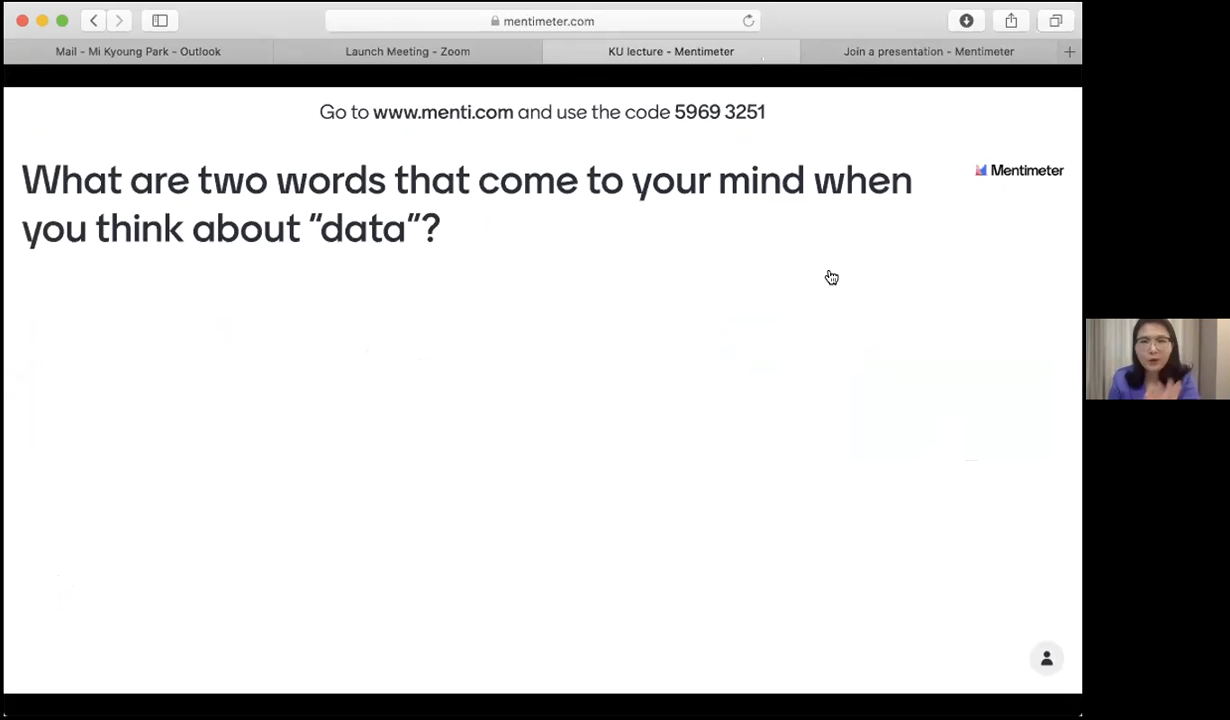 mentimeter.com
Mail - Mi Kyoung Park - Outlook
Launch Meeting - Zoom
KU lecture - Mentimeter
Join a presentation - Mentimeter
Go to www.menti.com and use the code 5969 3251
What are two words that come to your mind when
you think about “data”?
Mentimeter